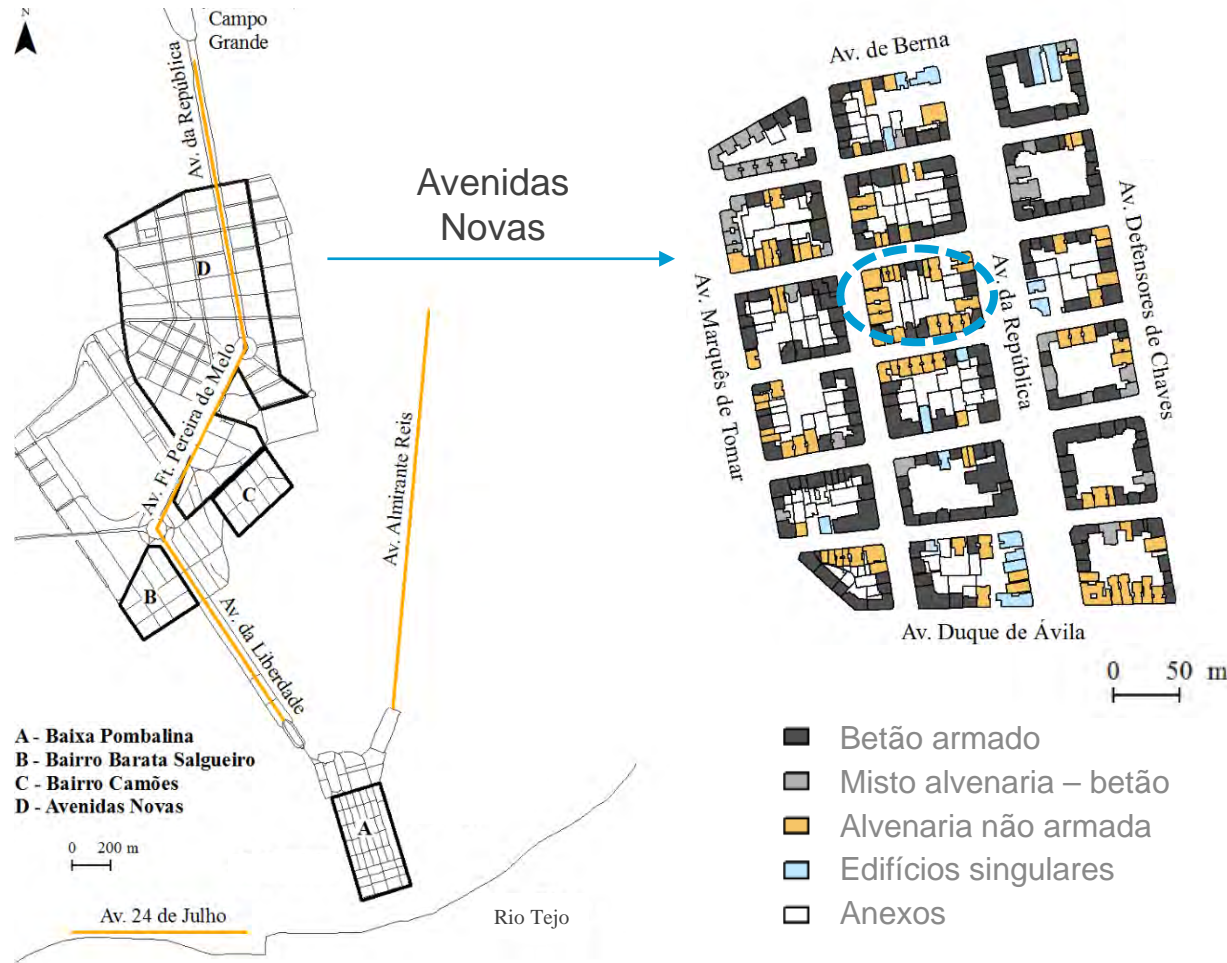 N
Campo
Grande
Av. da República
D
Av. Ft. Pereira de Melo
C
B
Av. Almirante Reis
Av. da Liberdade
A
A - Baixa Pombalina
B - Bairro Barata Salgueiro
C - Bairro Camões
D - Avenidas Novas
0 200 m
Av. 24 de Julho
Rio Tejo
Avenidas
Novas
Av. de Berna
Av. Marquês de Tomar
Av. da República
Av. Defensores de Chaves
Av. Duque de Ávila
0 50 m
Betão armado
Misto alvenaria – betão
Alvenaria não armada
Edifícios singulares
Anexos